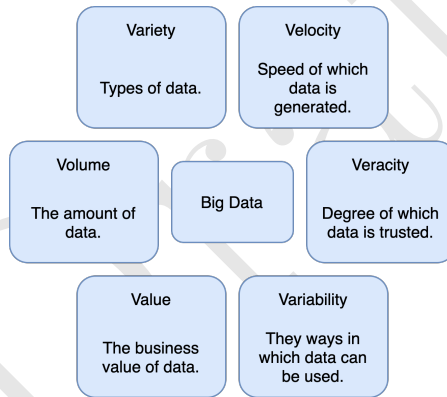 Variety
Types of data.
Velocity
Speed of which
data is
generated.
Volume
The amount of
data.
Big Data
Veracity
Degree of which
data is trusted.
Value
The business
value of data.
Variability
They ways in
which data can
be used.